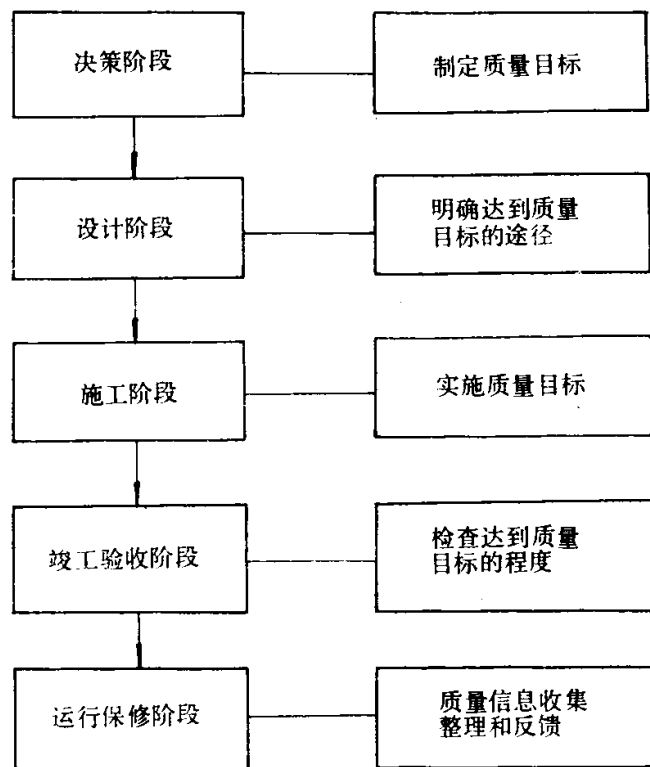 决策阶段
制定质量目标
设计阶段
明确达到质量
目标的途径
施工阶段
实施质量目标
竣工验收阶段
检查达到质量
目标的程度
运行保修阶段
质量信息收集
整理和反馈